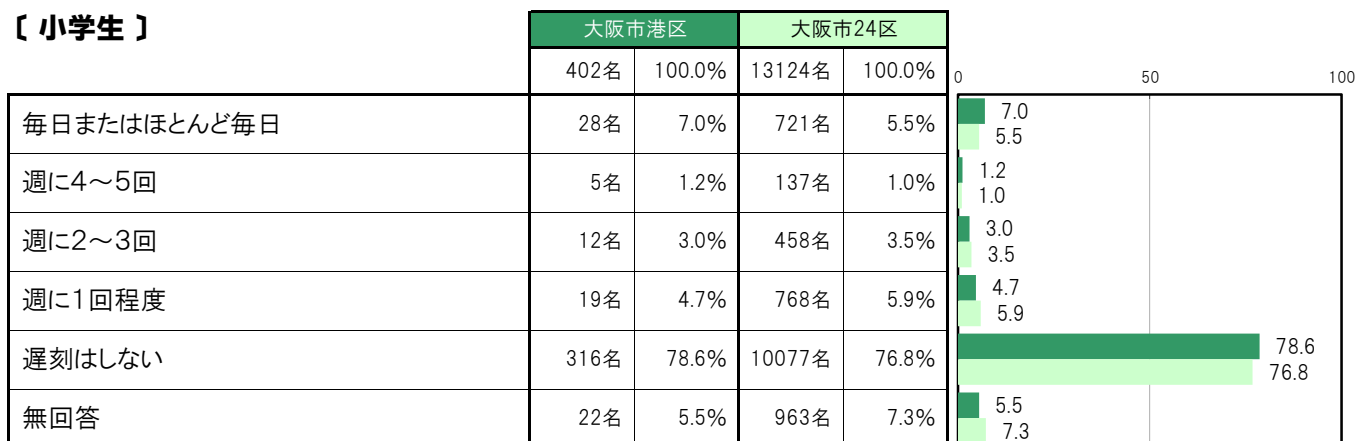 〔 小学生 〕
大阪市港区 大阪市24区
402名 100.0% 13124名 100.0%
0 50 100
毎日またはほとんど毎日 28名 7.0% 721名 5.5% 7.0
5.5
週に4～5回 5名 1.2% 137名 1.0% 1.2
1.0
週に2～3回 12名 3.0% 458名 3.5% 3.0
3.5
週に1回程度 19名 4.7% 768名 5.9% 4.7
5.9
遅刻はしない 316名 78.6% 10077名 76.8% 78.6
76.8
無回答 22名 5.5% 963名 7.3% 5.5
7.3